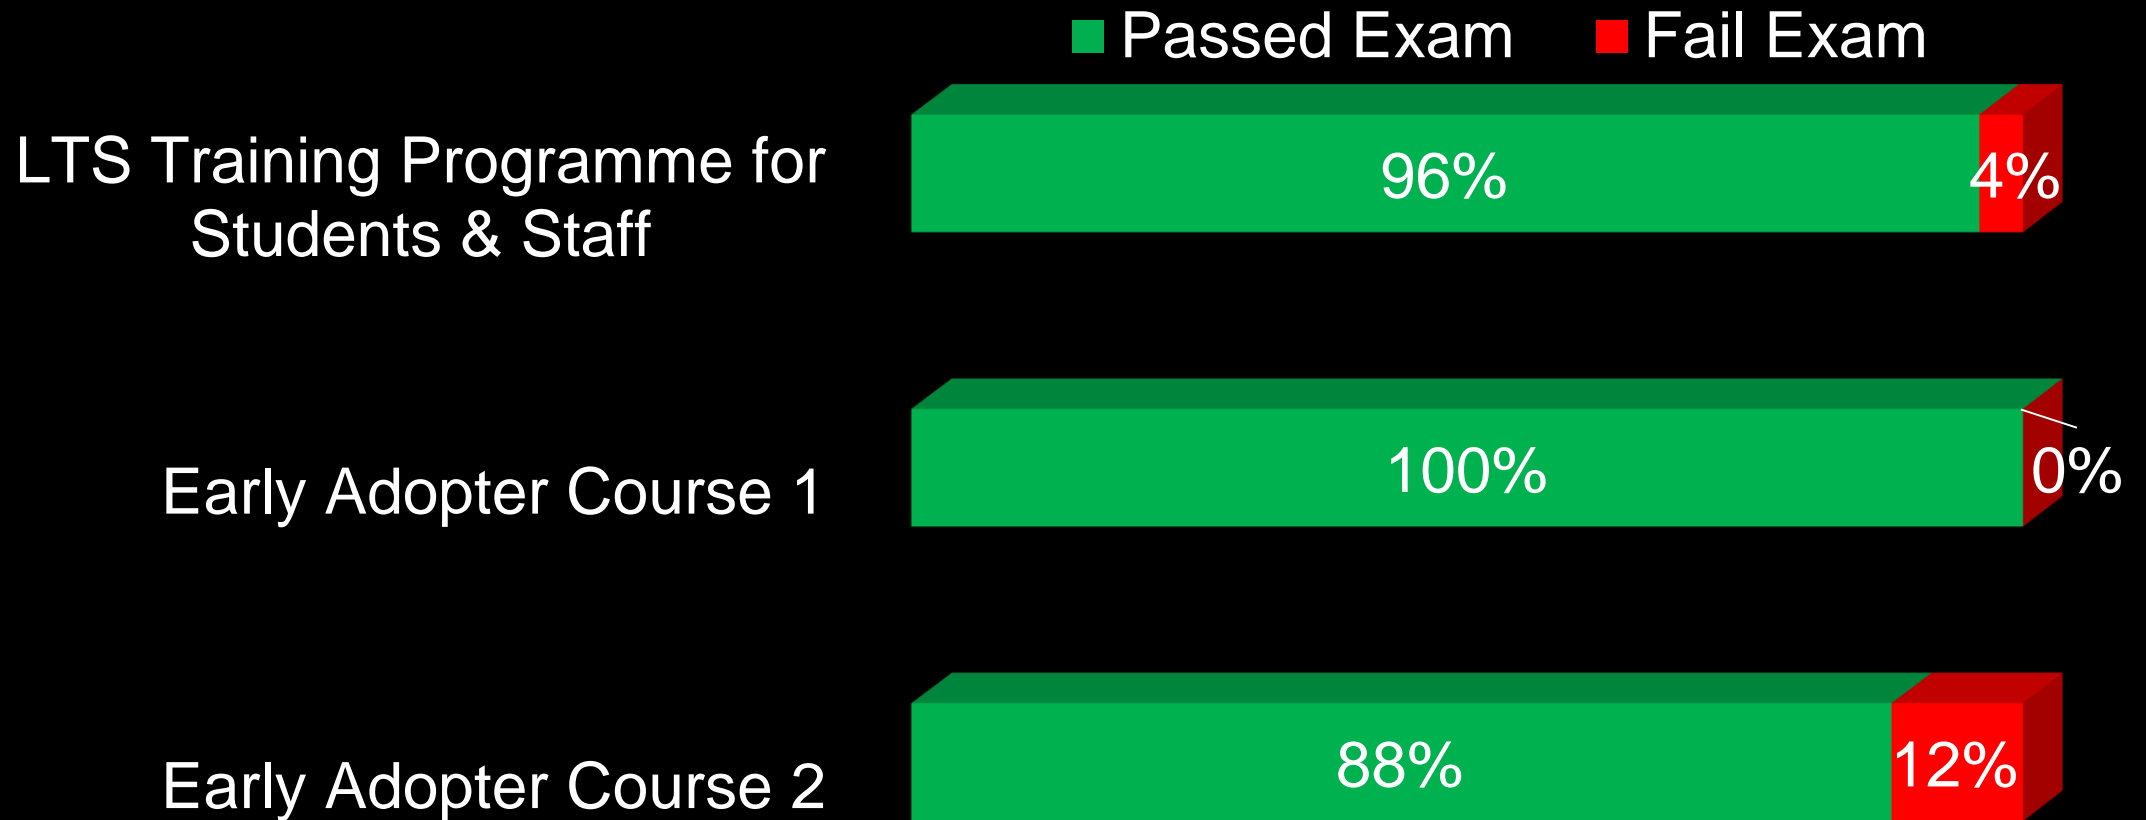 Passed Exam Fail Exam
LTS Training Programme for
Students & Staff
96% 4%
Early Adopter Course 1
100% 0%
Early Adopter Course 2
88% 12%